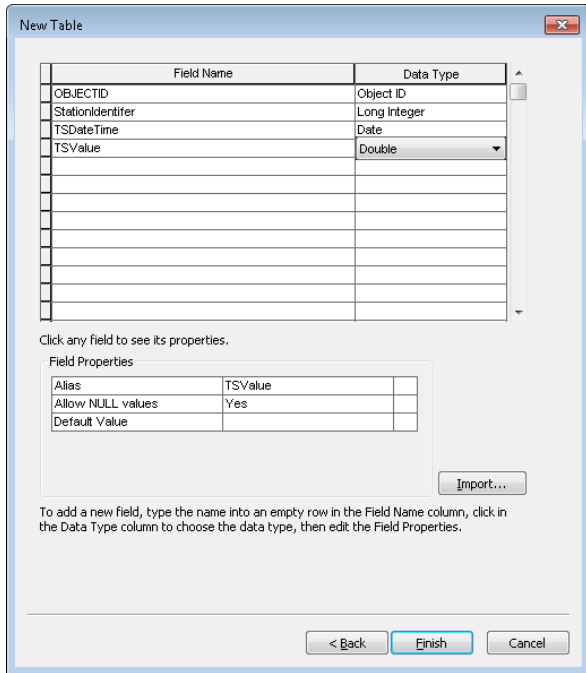 New Table
Field Name Data Type
OBJECTID Object ID
StationIdentifer Long Integer
TSDateTime Date
TSValue Double
Click any field to see its properties.
Field Properties
Alias TSValue
Allow NULL values Yes
Default Value
Import...
To add a new field, type the name into an empty row in the Field Name column, click in
the Data Type column to choose the data type, then edit the Field Properties.
< Back Finish Cancel